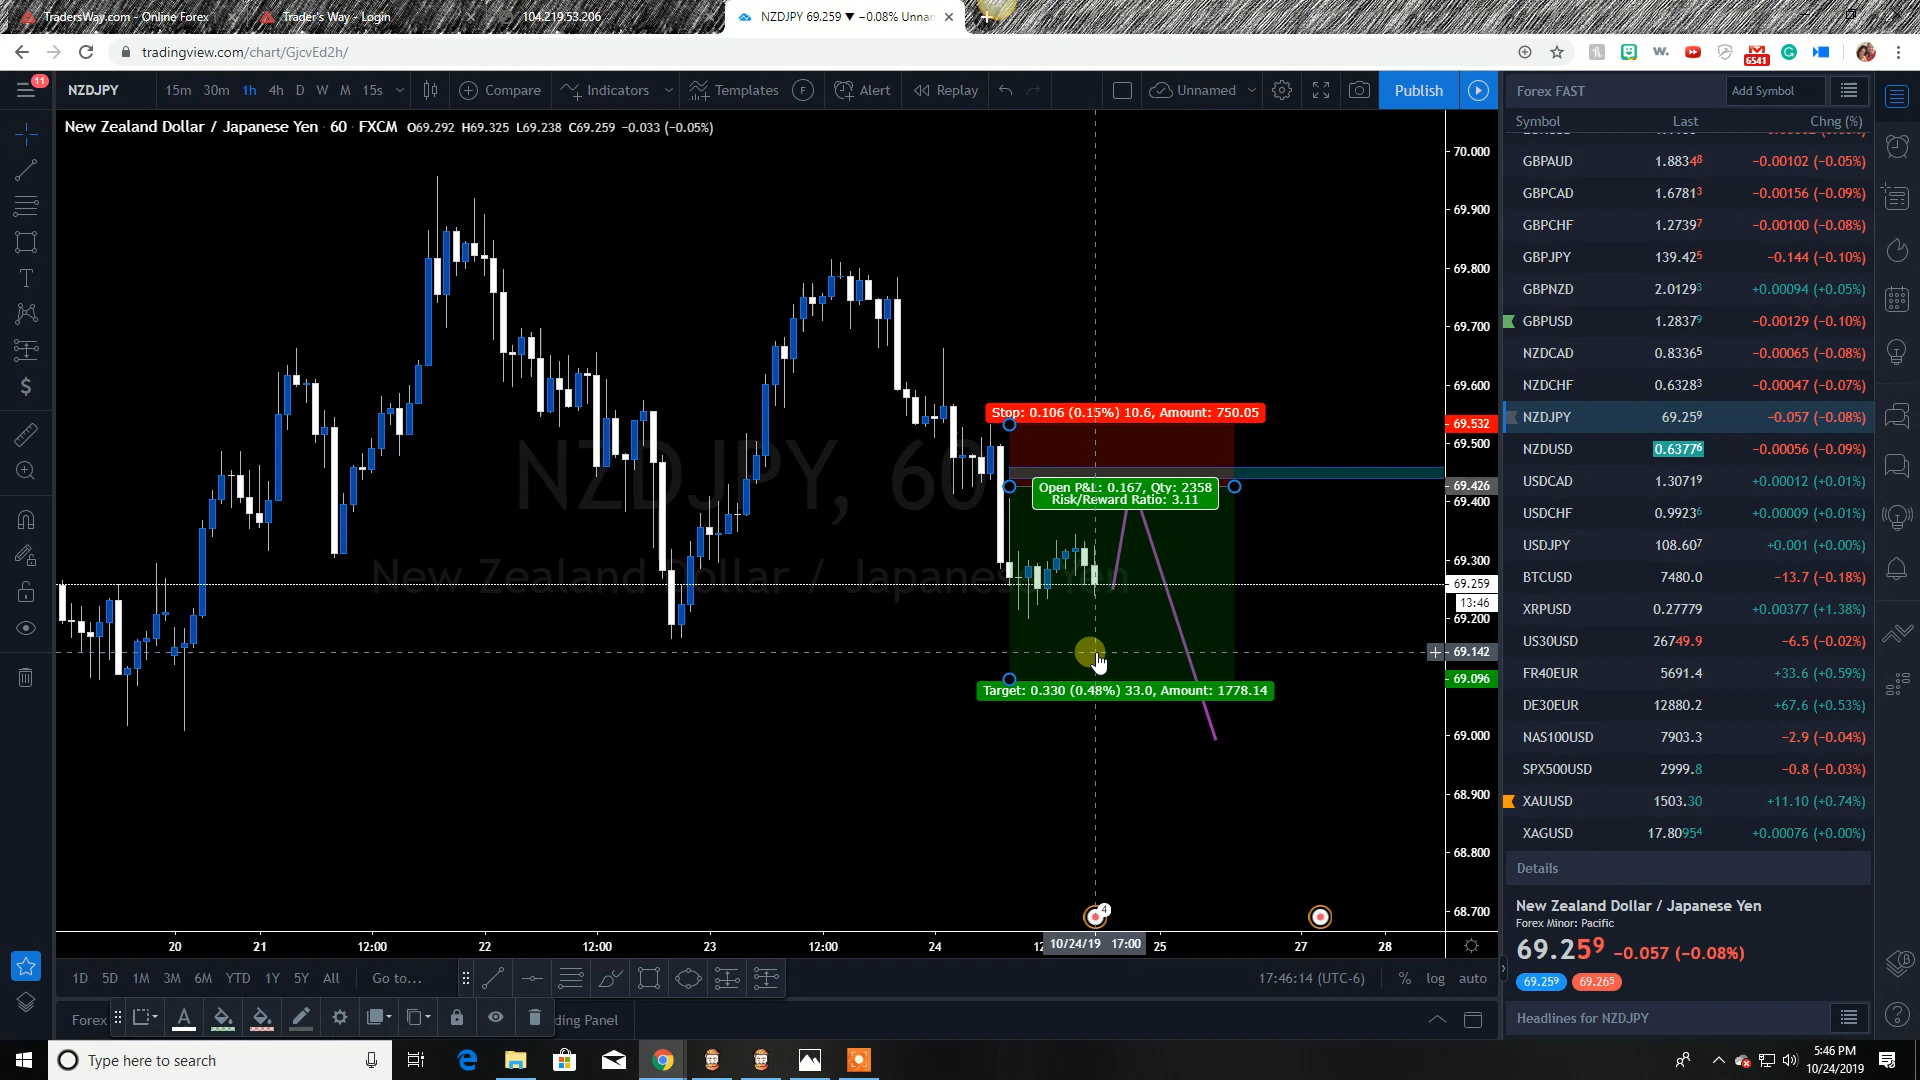 TradersWay.com - Online Forex
Trader's Way - Login
104.219.53.206
NZDJPY 69.259 ▼ −0.08% Unnan
tradingview.com/chart/GjcvEd2h/
6541
11
NZDJPY
15m 30m 1h 4h D W M 15s
Compare
Indicators
Templates
F
Alert
Replay
Unnamed
Publish
Forex FAST
Add Symbol
New Zealand Dollar / Japanese Yen 60 FXCM O69.292 H69.325 L69.238 C69.259 −0.033 (−0.05%)
Symbol Last Chng (%)
GBPAUD 1.88348 −0.00102 (−0.05%)
GBPCAD 1.67813 −0.00156 (−0.09%)
GBPCHF 1.27397 −0.00100 (−0.08%)
GBPJPY 139.425 −0.144 (−0.10%)
GBPNZD 2.01293 +0.00094 (+0.05%)
GBPUSD 1.28379 −0.00129 (−0.10%)
NZDCAD 0.83365 −0.00065 (−0.08%)
NZDCHF 0.63283 −0.00047 (−0.07%)
NZDJPY 69.259 −0.057 (−0.08%)
NZDUSD 0.63776 −0.00056 (−0.09%)
USDCAD 1.30719 +0.00012 (+0.01%)
USDCHF 0.99236 +0.00009 (+0.01%)
USDJPY 108.607 +0.001 (+0.00%)
BTCUSD 7480.0 −13.7 (−0.18%)
XRPUSD 0.27779 +0.00377 (+1.38%)
US30USD 26749.9 −6.5 (−0.02%)
FR40EUR 5691.4 +33.6 (+0.59%)
DE30EUR 12880.2 +67.6 (+0.53%)
NAS100USD 7903.3 −2.9 (−0.04%)
SPX500USD 2999.8 −0.8 (−0.03%)
XAUUSD 1503.30 +11.10 (+0.74%)
XAGUSD 17.80954 +0.00076 (+0.00%)
70.000
69.900
69.800
69.700
69.600
69.532
69.500
69.426
69.400
69.300
69.259
13:46
69.200
69.142
69.096
69.000
68.900
68.800
68.700
NZDJPY, 60
New Zealand Dollar / Japanese Yen
Stop: 0.106 (0.15%) 10.6, Amount: 750.05
Open P&L: 0.167, Qty: 2358
Risk/Reward Ratio: 3.11
Target: 0.330 (0.48%) 33.0, Amount: 1778.14
4
20 21 12:00 22 12:00 23 12:00 24 12 10/24/19 17:00 25 27 28
Details
New Zealand Dollar / Japanese Yen
Forex Minor: Pacific
69.259 −0.057 (−0.08%)
69.259 69.265
Headlines for NZDJPY
1D 5D 1M 3M 6M YTD 1Y 5Y All Go to...
17:46:14 (UTC-6) % log auto
Forex
ding Panel
Type here to search
5:46 PM
10/24/2019